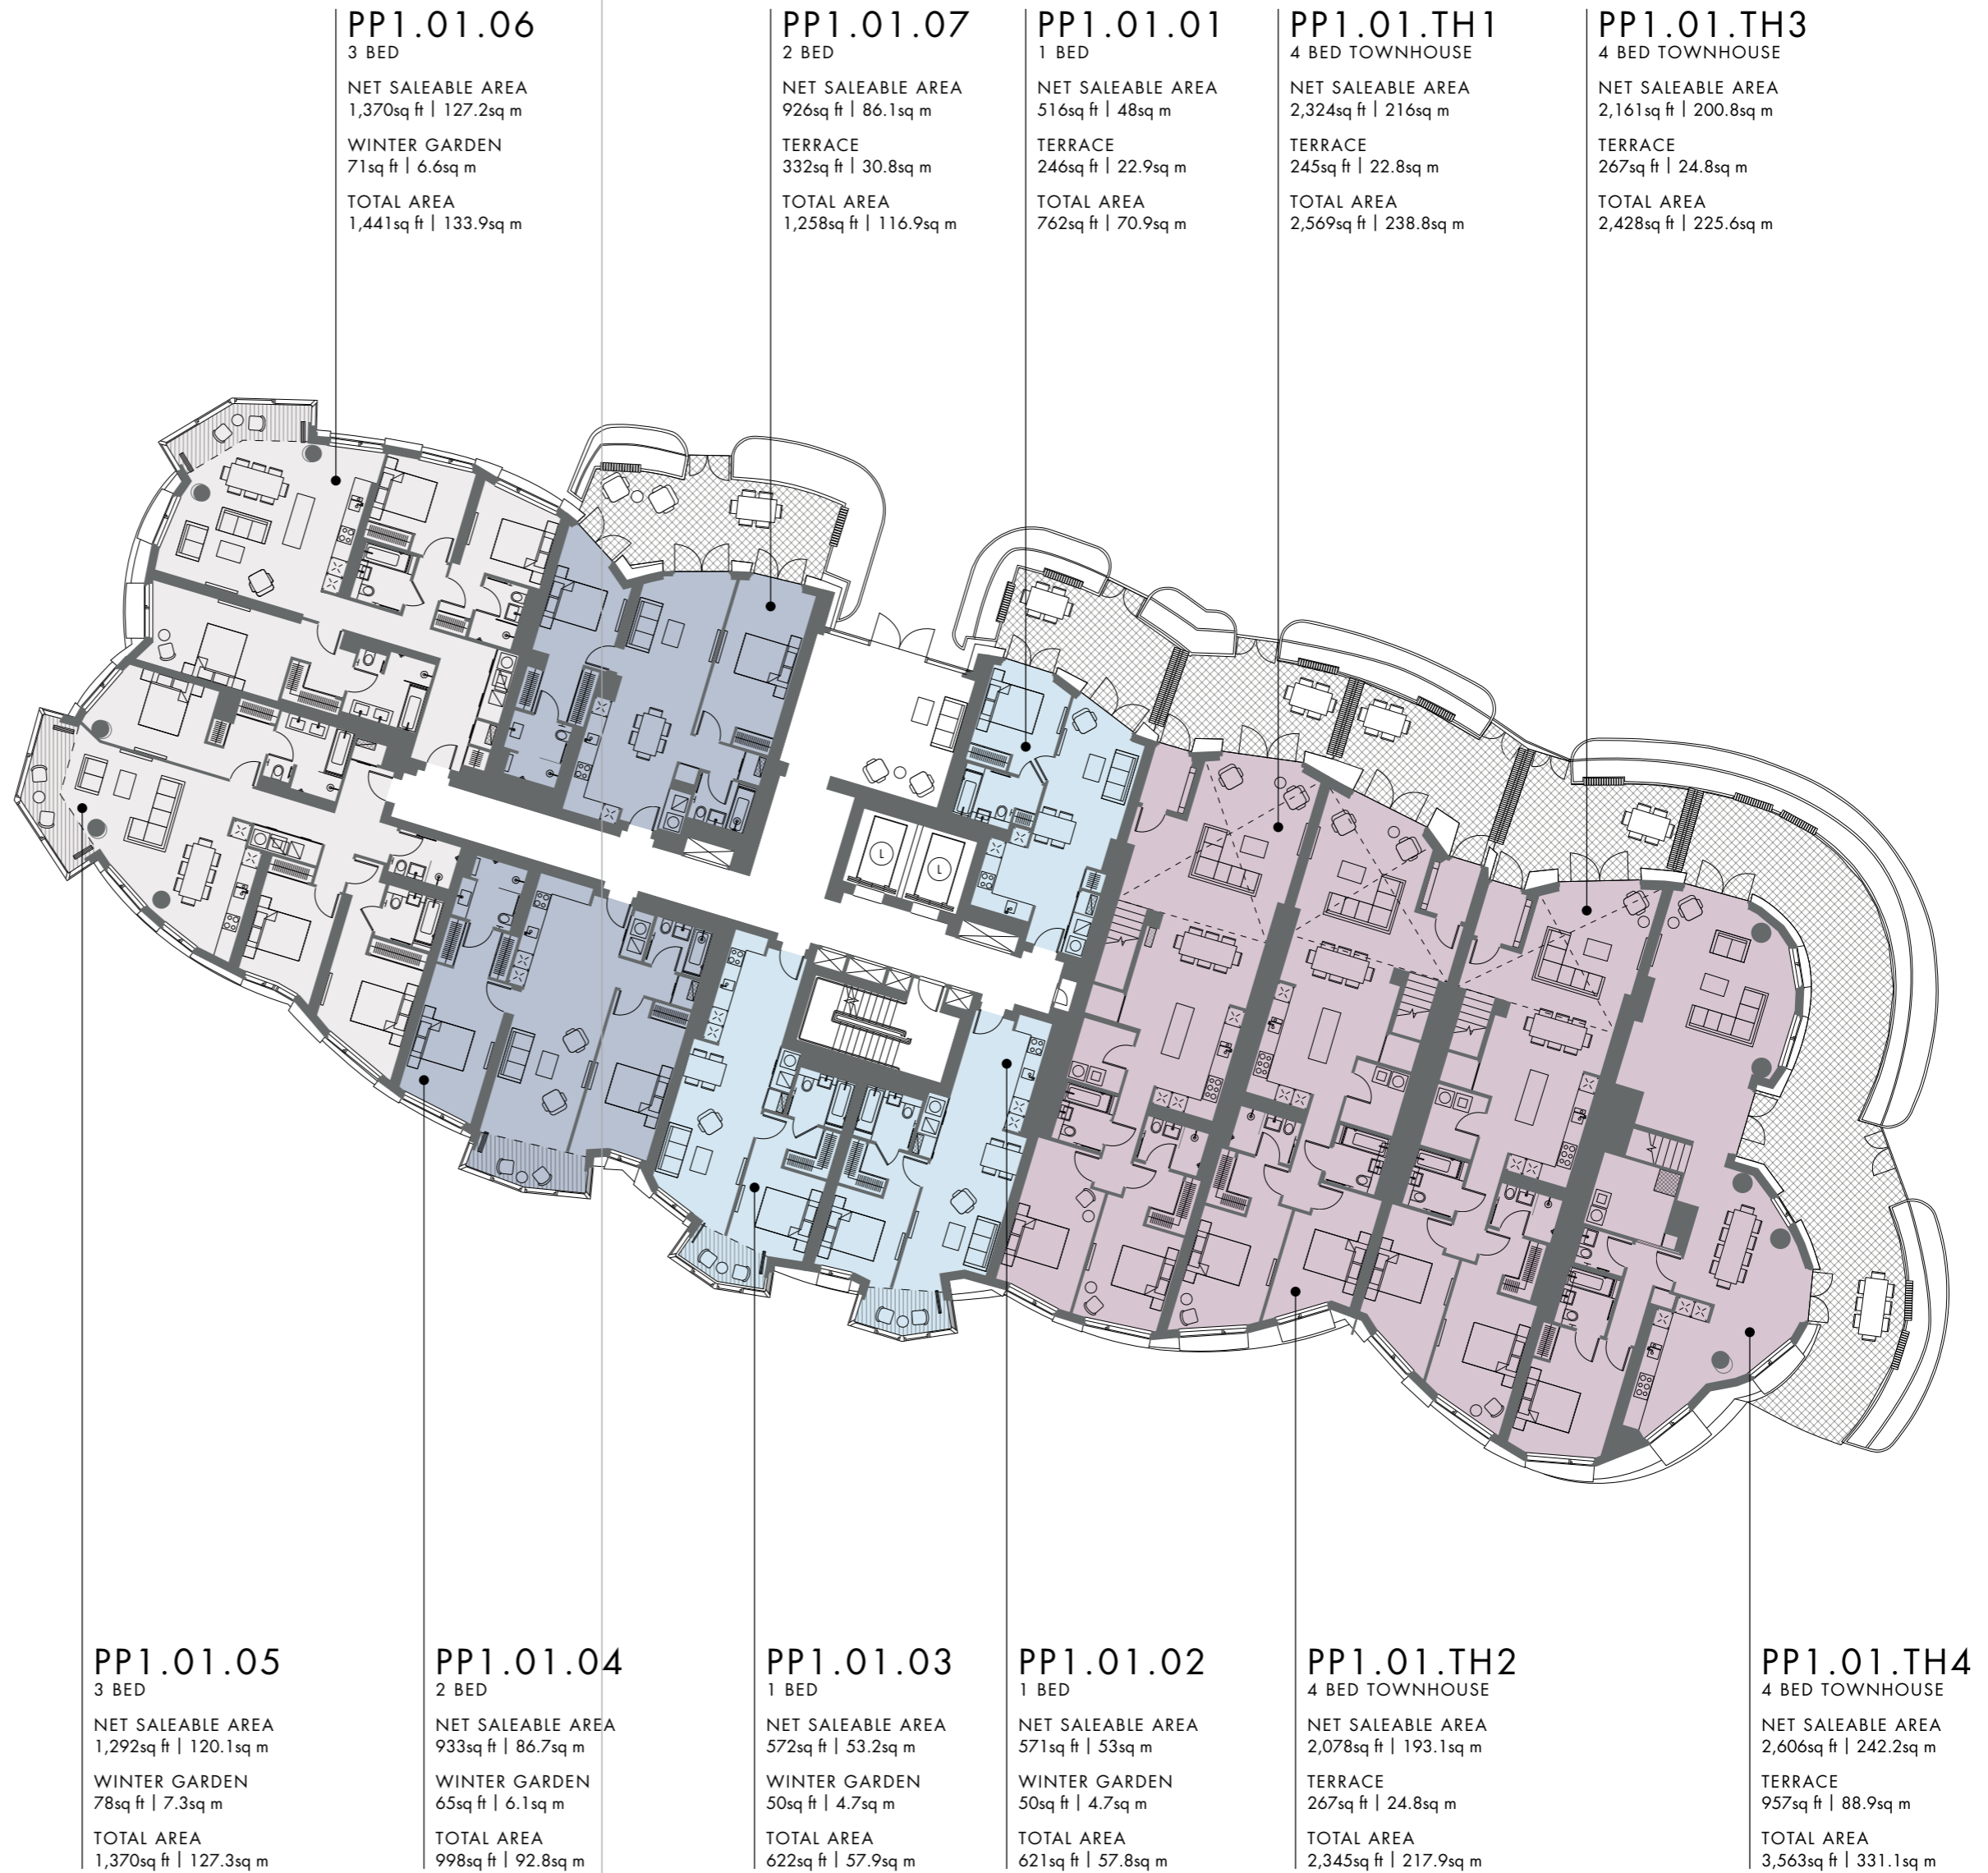 PP1.01.06
3 BED
NET SALEABLE AREA
1,370sq ft | 127.2sq m
WINTER GARDEN
71sq ft | 6.6sq m
TOTAL AREA
1,441sq ft | 133.9sq m
PP1.01.07
2 BED
NET SALEABLE AREA
926sq ft | 86.1sq m
TERRACE
332sq ft | 30.8sq m
TOTAL AREA
1,258sq ft | 116.9sq m
PP1.01.01
1 BED
NET SALEABLE AREA
516sq ft | 48sq m
TERRACE
246sq ft | 22.9sq m
TOTAL AREA
762sq ft | 70.9sq m
PP1.01.TH1
4 BED TOWNHOUSE
NET SALEABLE AREA
2,324sq ft | 216sq m
TERRACE
245sq ft | 22.8sq m
TOTAL AREA
2,569sq ft | 238.8sq m
PP1.01.TH3
4 BED TOWNHOUSE
NET SALEABLE AREA
2,161sq ft | 200.8sq m
TERRACE
267sq ft | 24.8sq m
TOTAL AREA
2,428sq ft | 225.6sq m
L
L
PP1.01.05
3 BED
NET SALEABLE AREA
1,292sq ft | 120.1sq m
WINTER GARDEN
78sq ft | 7.3sq m
TOTAL AREA
1,370sq ft | 127.3sq m
PP1.01.04
2 BED
NET SALEABLE AREA
933sq ft | 86.7sq m
WINTER GARDEN
65sq ft | 6.1sq m
TOTAL AREA
998sq ft | 92.8sq m
PP1.01.03
1 BED
NET SALEABLE AREA
572sq ft | 53.2sq m
WINTER GARDEN
50sq ft | 4.7sq m
TOTAL AREA
622sq ft | 57.9sq m
PP1.01.02
1 BED
NET SALEABLE AREA
571sq ft | 53sq m
WINTER GARDEN
50sq ft | 4.7sq m
TOTAL AREA
621sq ft | 57.8sq m
PP1.01.TH2
4 BED TOWNHOUSE
NET SALEABLE AREA
2,078sq ft | 193.1sq m
TERRACE
267sq ft | 24.8sq m
TOTAL AREA
2,345sq ft | 217.9sq m
PP1.01.TH4
4 BED TOWNHOUSE
NET SALEABLE AREA
2,606sq ft | 242.2sq m
TERRACE
957sq ft | 88.9sq m
TOTAL AREA
3,563sq ft | 331.1sq m